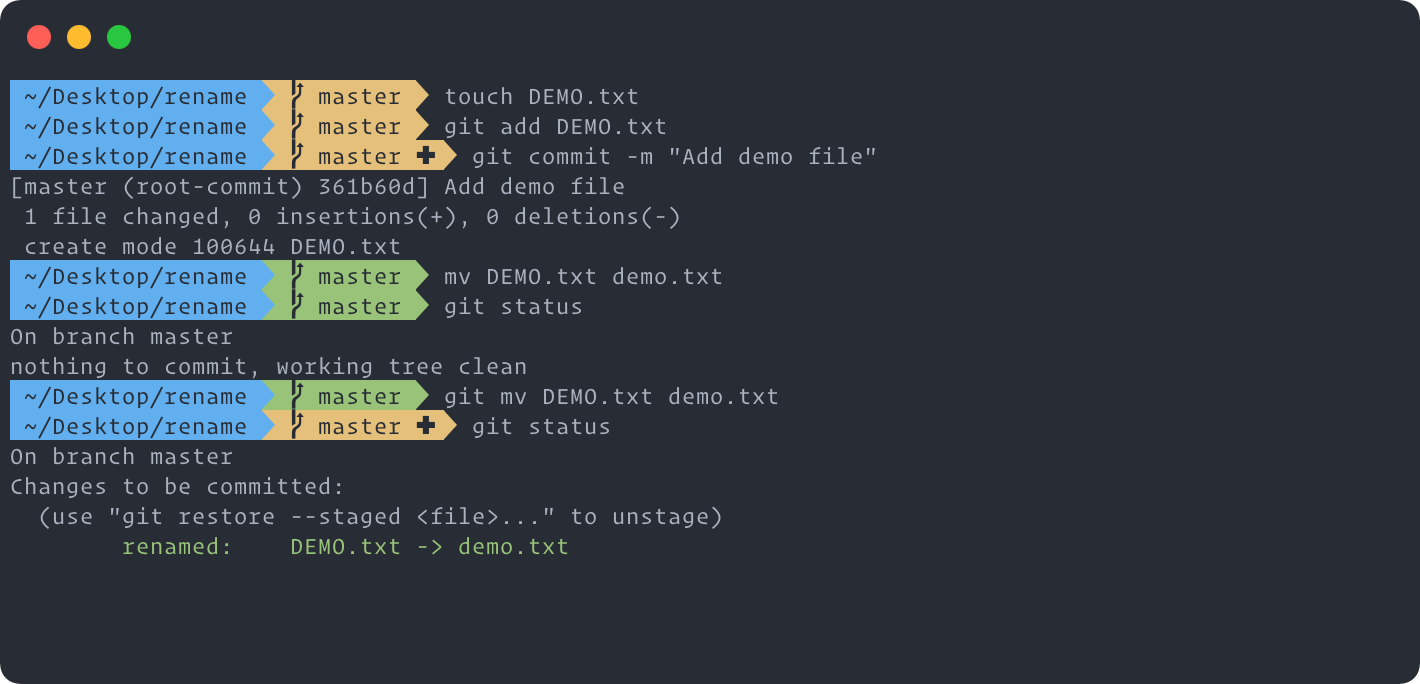 ~/Desktop/rename master touch DEMO.txt
~/Desktop/rename master git add DEMO.txt
~/Desktop/rename master ✚ git commit -m "Add demo file"
[master (root-commit) 361b60d] Add demo file
 1 file changed, 0 insertions(+), 0 deletions(-)
 create mode 100644 DEMO.txt
~/Desktop/rename master mv DEMO.txt demo.txt
~/Desktop/rename master git status
On branch master
nothing to commit, working tree clean
~/Desktop/rename master git mv DEMO.txt demo.txt
~/Desktop/rename master ✚ git status
On branch master
Changes to be committed:
  (use "git restore --staged <file>..." to unstage)
        renamed:    DEMO.txt -> demo.txt